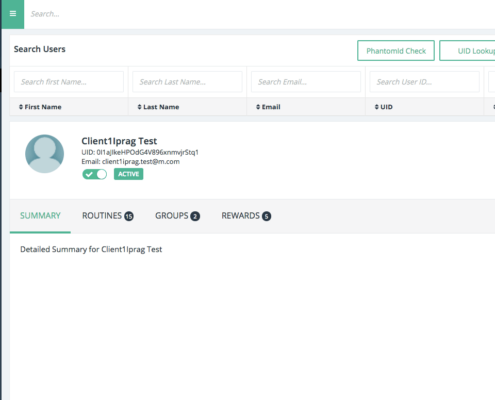 Search...
Search Users
PhantomId Check
UID Lookup
Search first Name...
Search Last Name...
Search Email...
Search User ID...
First Name
Last Name
Email
UID
Client1Iprag Test
Email: client1iprag.test@m.com
ACTIVE
SUMMARY
ROUTINES 15
GROUPS 2
REWARDS 5
Detailed Summary for Client1Iprag Test